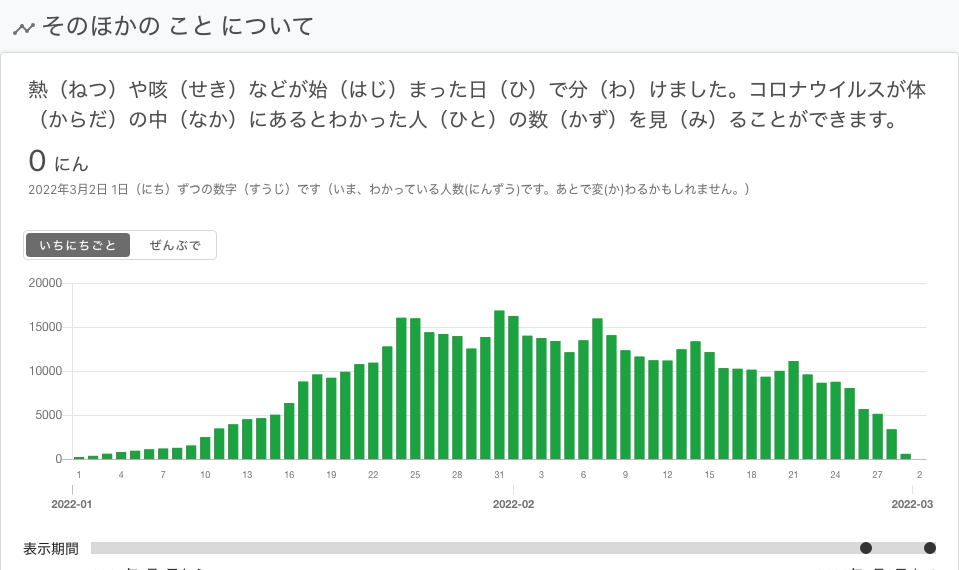 そのほかの こと について
熱（ねつ）や咳（せき）などが始（はじ）まった日（ひ）で分（わ）けました。コロナウイルスが体
（からだ）の中（なか）にあるとわかった人（ひと）の数（かず）を見（み）ることができます。
0 にん
2022年3月2日 1日（にち）ずつの数字（すうじ）です（いま、わかっている人数(にんずう)です。あとで変(か)わるかもしれません。）
いちにちごと ぜんぶで
20000
15000
10000
5000
0
1 4 7 10 13 16 19 22 25 28 31 3 6 9 12 15 18 21 24 27 2
2022-01 2022-02 2022-03
表示期間